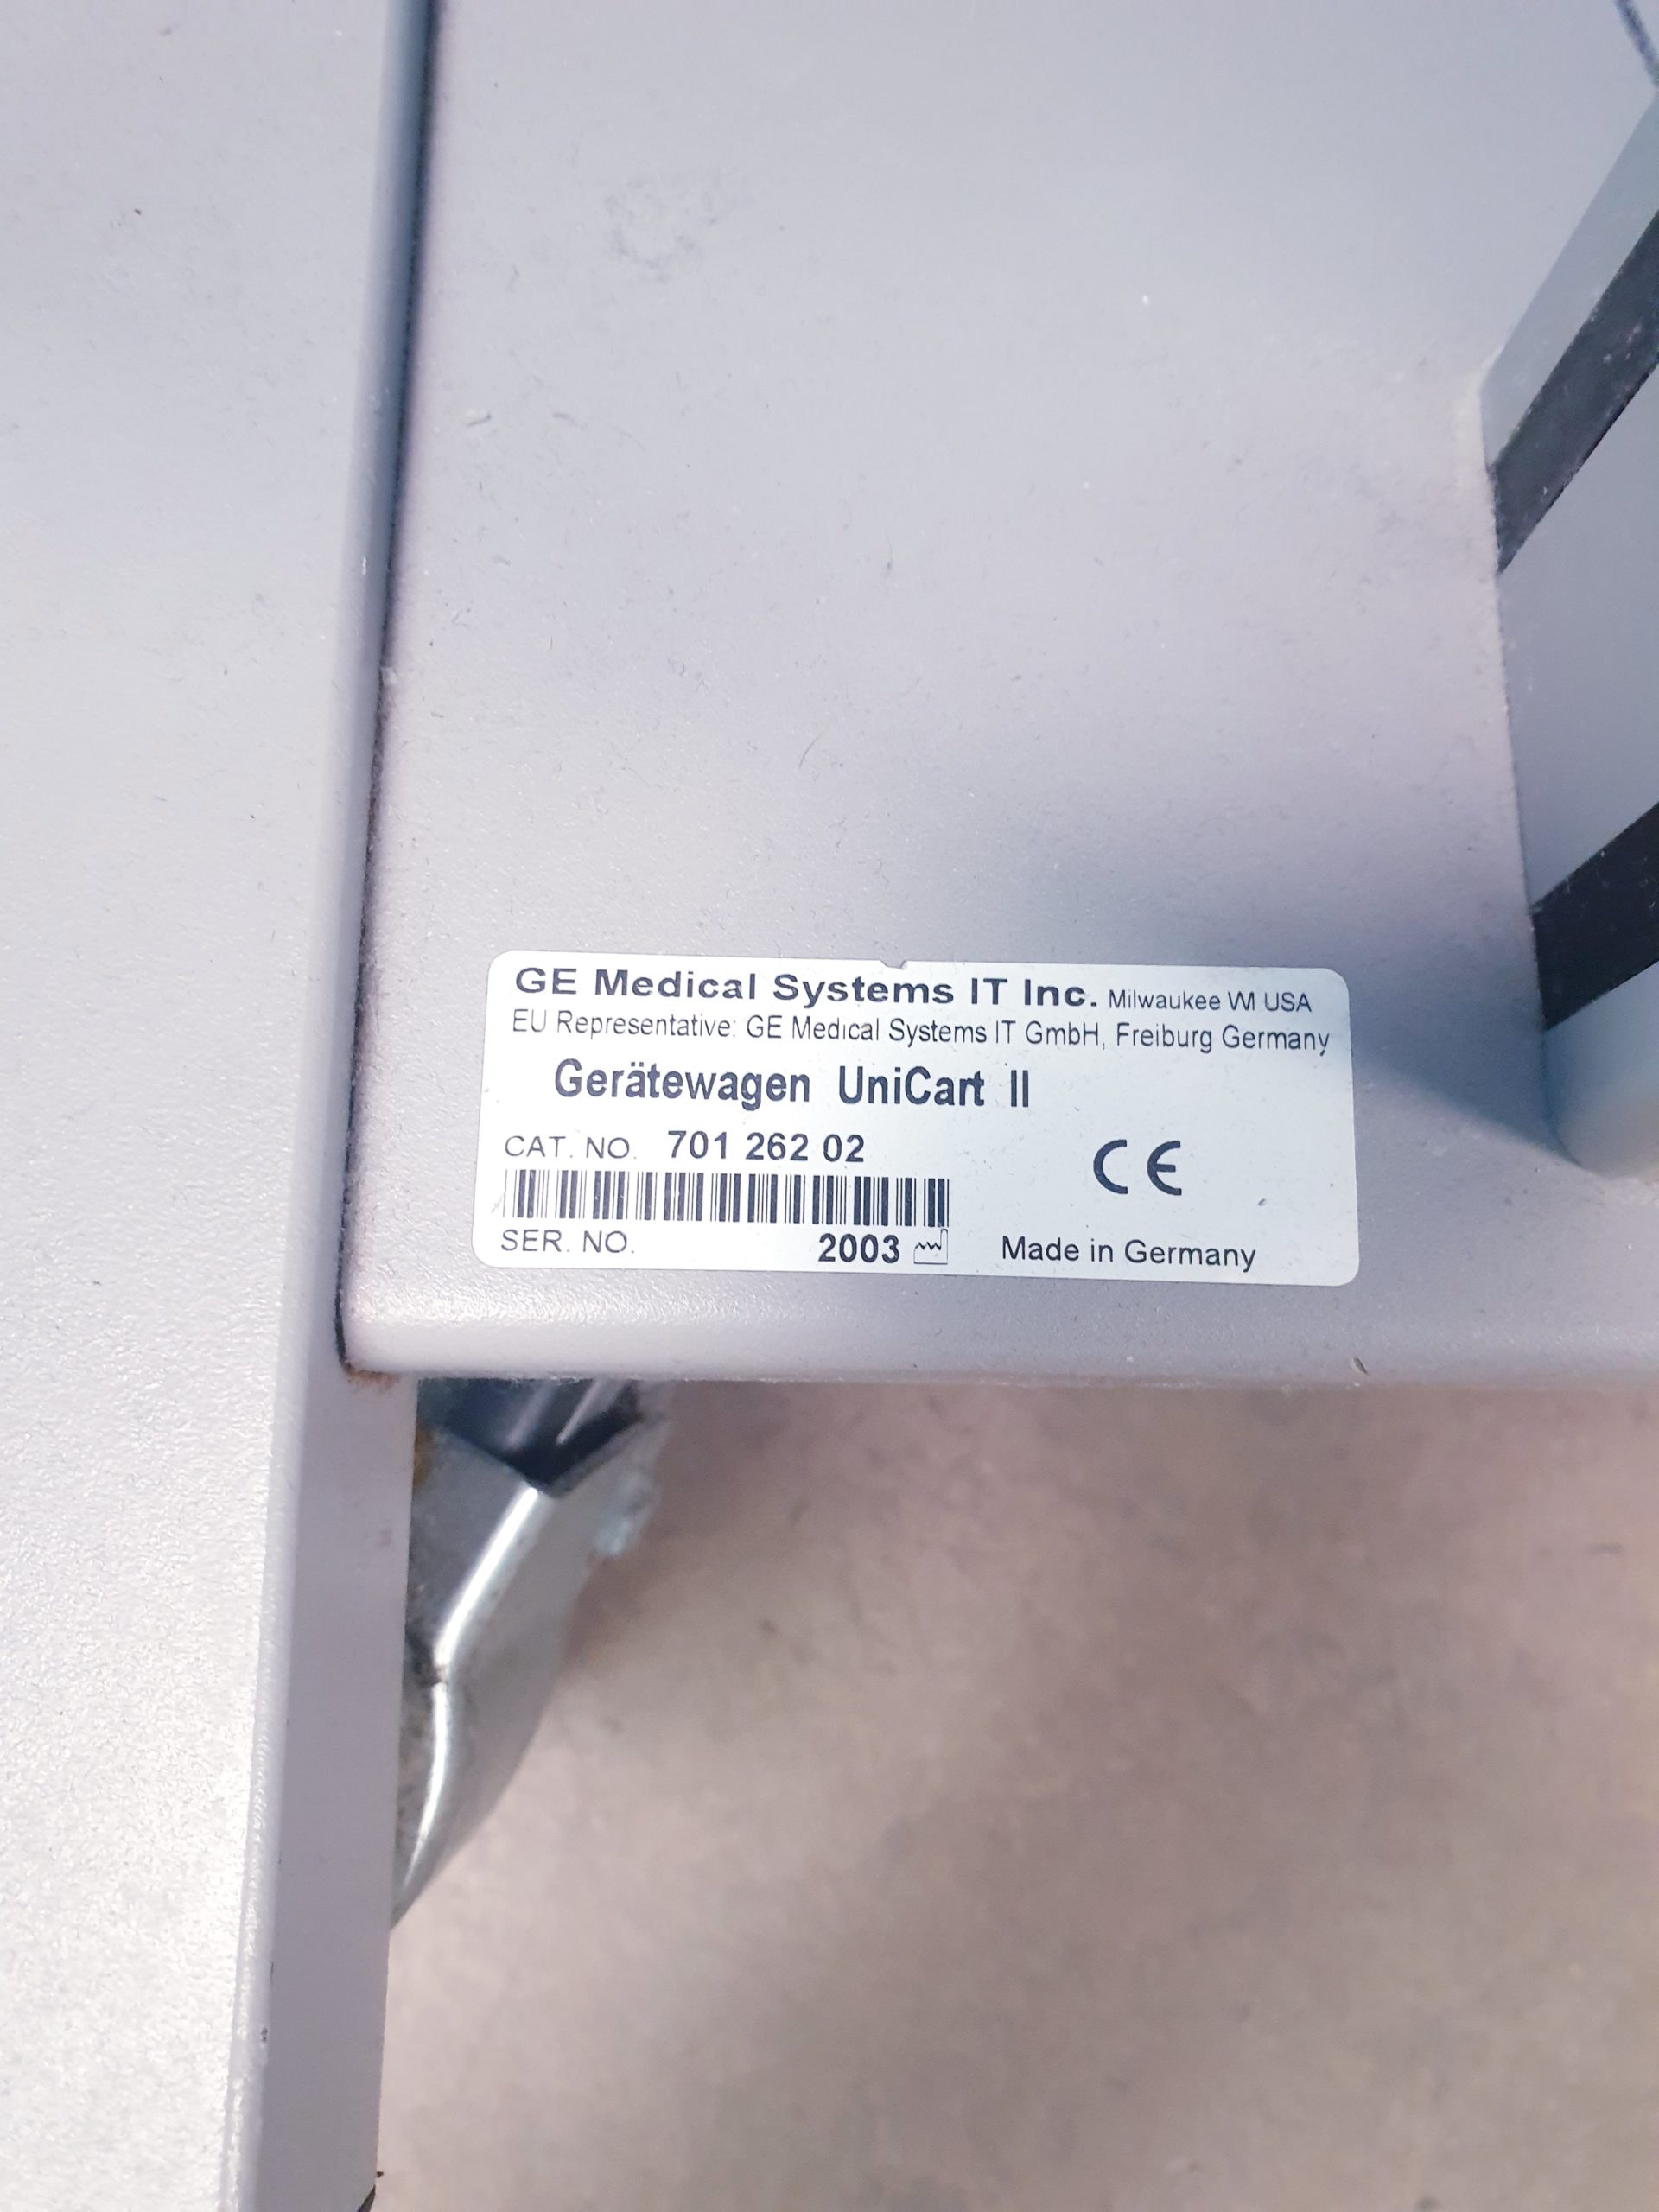 GE Medical Systems IT Inc. Milwaukee WI USA
EU Representative: GE Medical Systems IT GmbH, Freiburg Germany
Gerätewagen UniCart II
CAT. NO. 701 262 02
CE
SER. NO. 2003 Made in Germany